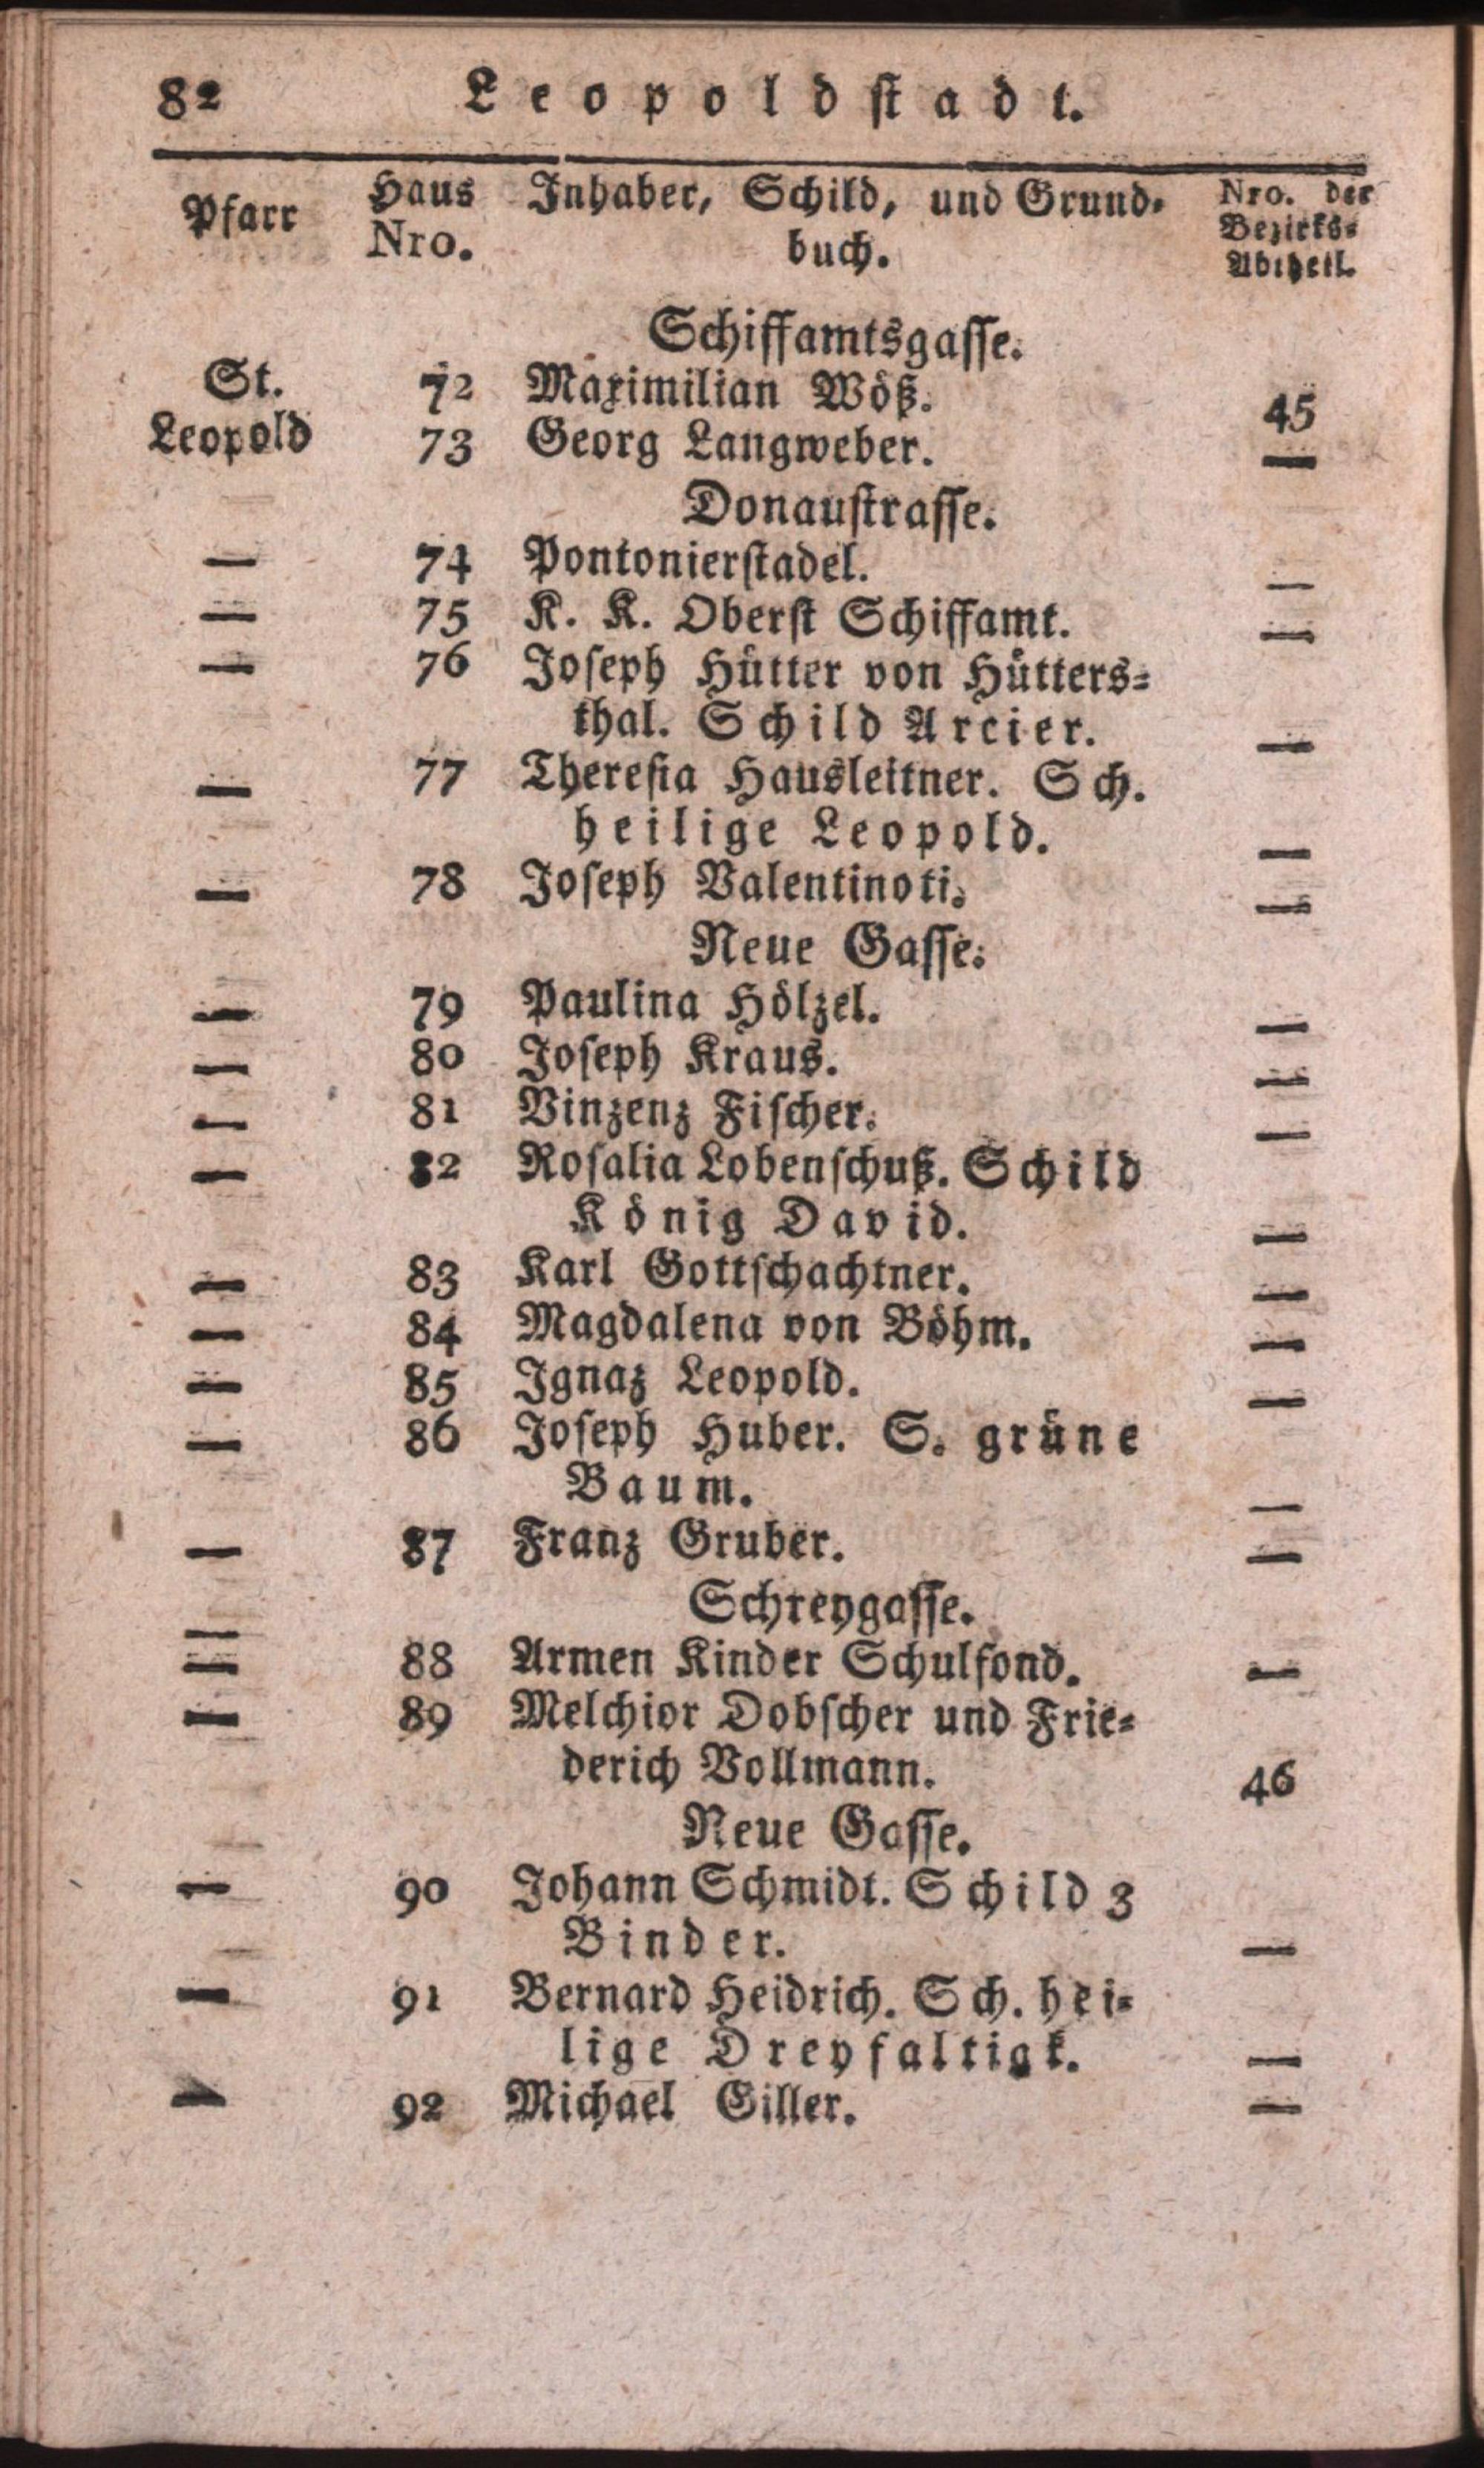 82 Leopoldstadt.
Pfarr Haus Nro. Inhaber, Schild, und Grund- buch. Nro. der Bezirks- Abtheil.
Schiffamtsgasse.
St. 72 Maximilian Wöß. 45
Leopold 73 Georg Langweber. —
Donaustrasse.
— 74 Pontonierstadel. —
— 75 K. K. Oberst Schiffamt. —
— 76 Joseph Hütter von Hütters-
thal. Schild Arcier. —
— 77 Theresia Hausleitner. Sch.
heilige Leopold. —
— 78 Joseph Valentinoti. —
Neue Gasse.
— 79 Paulina Hölzel. —
— 80 Joseph Kraus. —
— 81 Vinzenz Fischer. —
— 82 Rosalia Lobenschuß. Schild
König David. —
— 83 Karl Gottschachtner. —
— 84 Magdalena von Böhm. —
— 85 Ignaz Leopold. —
— 86 Joseph Huber. S. grüne
Baum. —
— 87 Franz Gruber. —
Schreygasse.
— 88 Armen Kinder Schulfond. —
— 89 Melchior Dobscher und Frie-
derich Vollmann. 46
Neue Gasse.
— 90 Johann Schmidt. Schild 3
Binder. —
— 91 Bernard Heidrich. Sch. hei-
lige Dreyfaltigk. —
— 92 Michael Giller. —